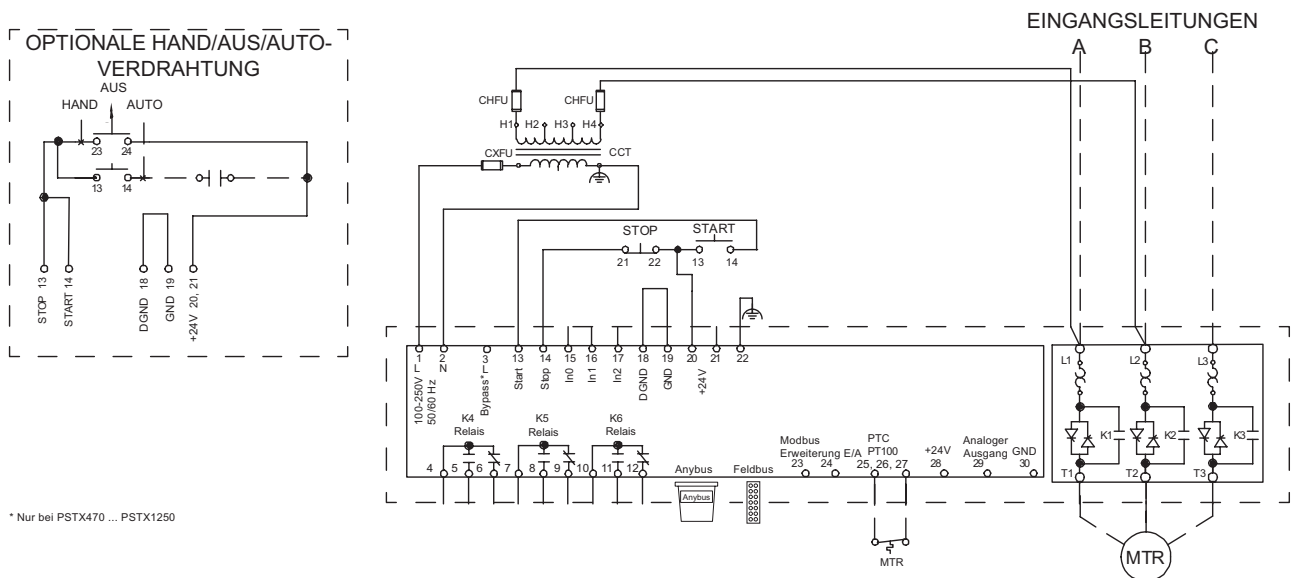 EINGANGSLEITUNGEN
A B C
OPTIONALE HAND/AUS/AUTO-
VERDRAHTUNG
AUS
HAND AUTO
23 24
13 14
STOP 13
START 14
DGND 18
GND 19
+24V 20, 21
CHFU CHFU
H1 H2 H3 H4
CXFU CCT
STOP START
21 22 13 14
1 2 3 13 14 15 16 17 18 19 20 21 22
L
100-250V
50/60 Hz
N
Bypass*
Start
Stop
In0
In1
In2
DGND
GND
+24V
K4
Relais
K5
Relais
K6
Relais
4 5 6 7 8 9 10 11 12
Modbus
Erweiterung E/A
23 24
PTC
PT100
25, 26, 27
+24V
28
Analoger
Ausgang
29
GND
30
Anybus
Anybus
Feldbus
MTR
L1 L2 L3
K1 K2 K3
T1 T2 T3
MTR
* Nur bei PSTX470 ... PSTX1250